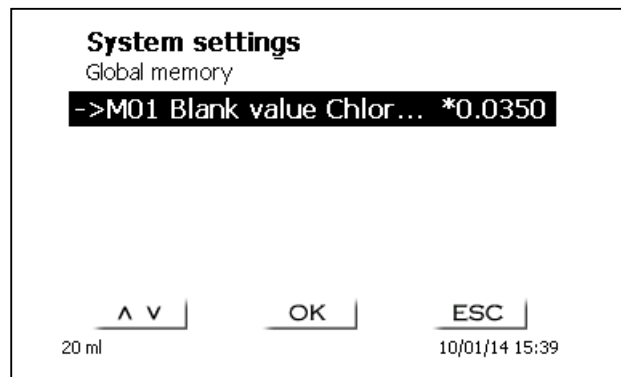 System settings
Global memory
->M01 Blank value Chlor... *0.0350
∧ ∨ OK ESC
20 ml 10/01/14 15:39